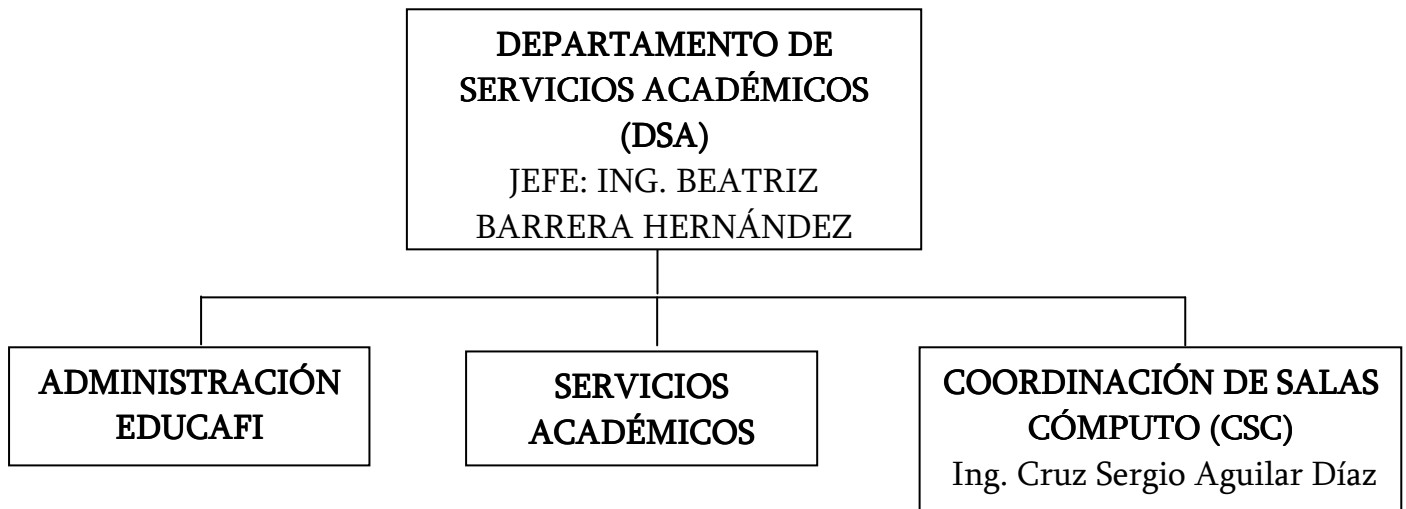 DEPARTAMENTO DE
SERVICIOS ACADÉMICOS
(DSA)
JEFE: ING. BEATRIZ
BARRERA HERNÁNDEZ
ADMINISTRACIÓN
EDUCAFI
SERVICIOS
ACADÉMICOS
COORDINACIÓN DE SALAS
CÓMPUTO (CSC)
Ing. Cruz Sergio Aguilar Díaz